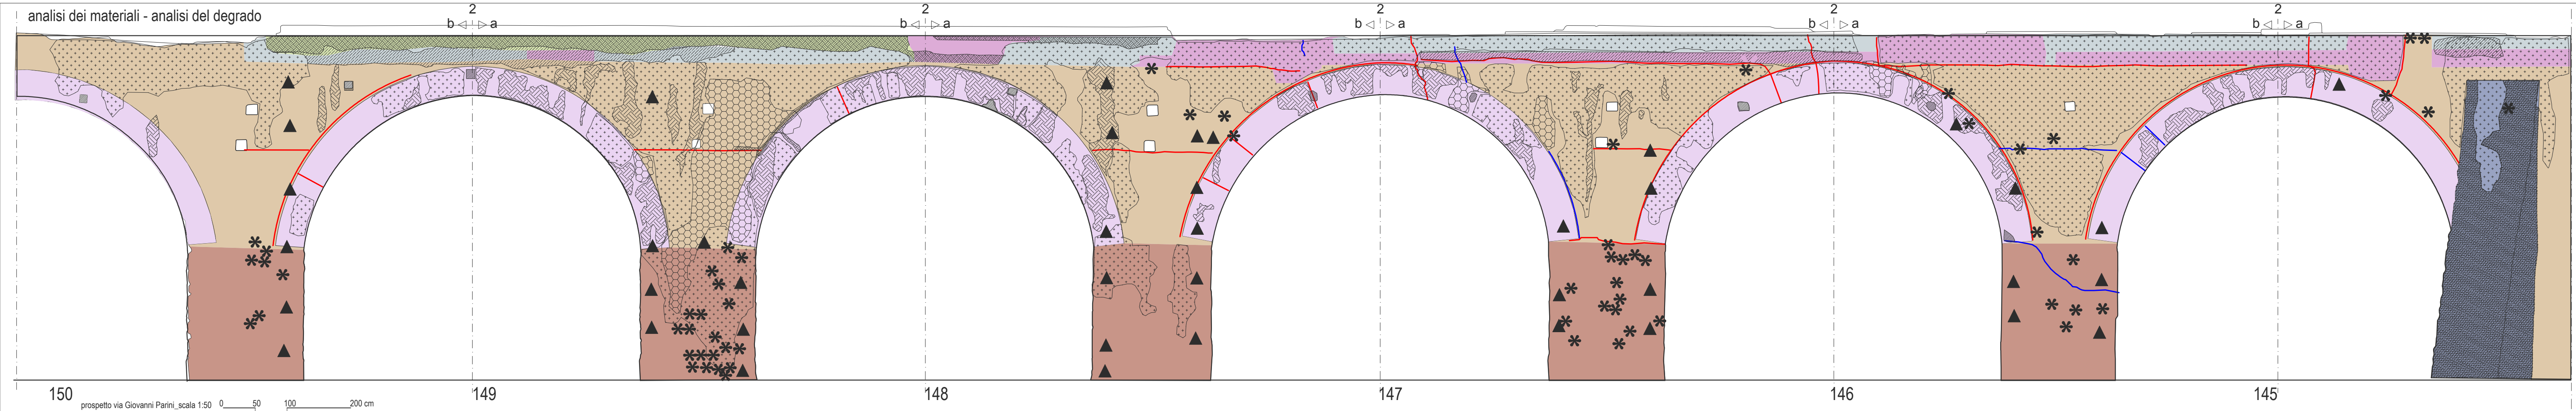 analisi dei materiali - analisi del degrado
2 2 2 2 2
b ◁ ▷ a b ◁ ▷ a b ◁ ▷ a b ◁ ▷ a b ◁ ▷ a
150 149 148 147 146 145
prospetto via Giovanni Parini_scala 1:50 0 50 100 200 cm